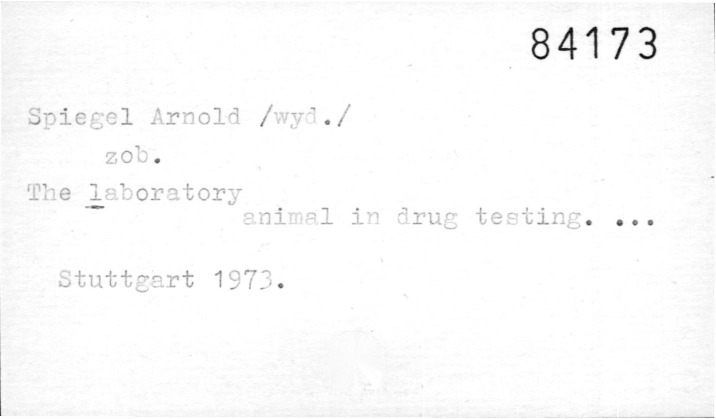 84173
Spiegel Arnold /wyd./
zob.
The laboratory
animal in drug testing. ...
Stuttgart 1973.